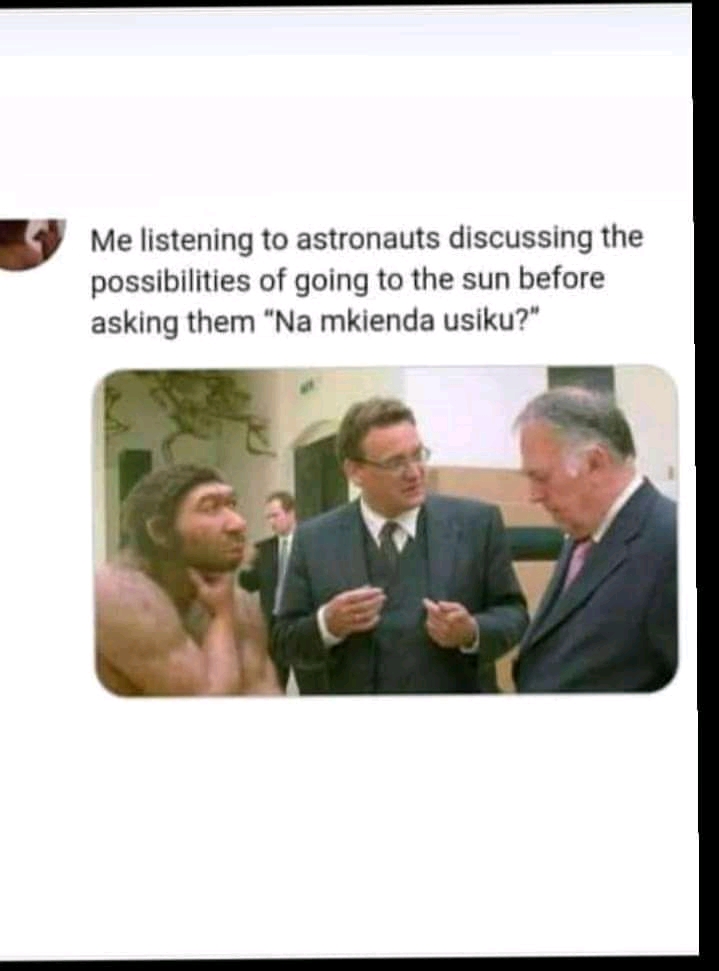 Me listening to astronauts discussing the
possibilities of going to the sun before
asking them “Na mkienda usiku?”